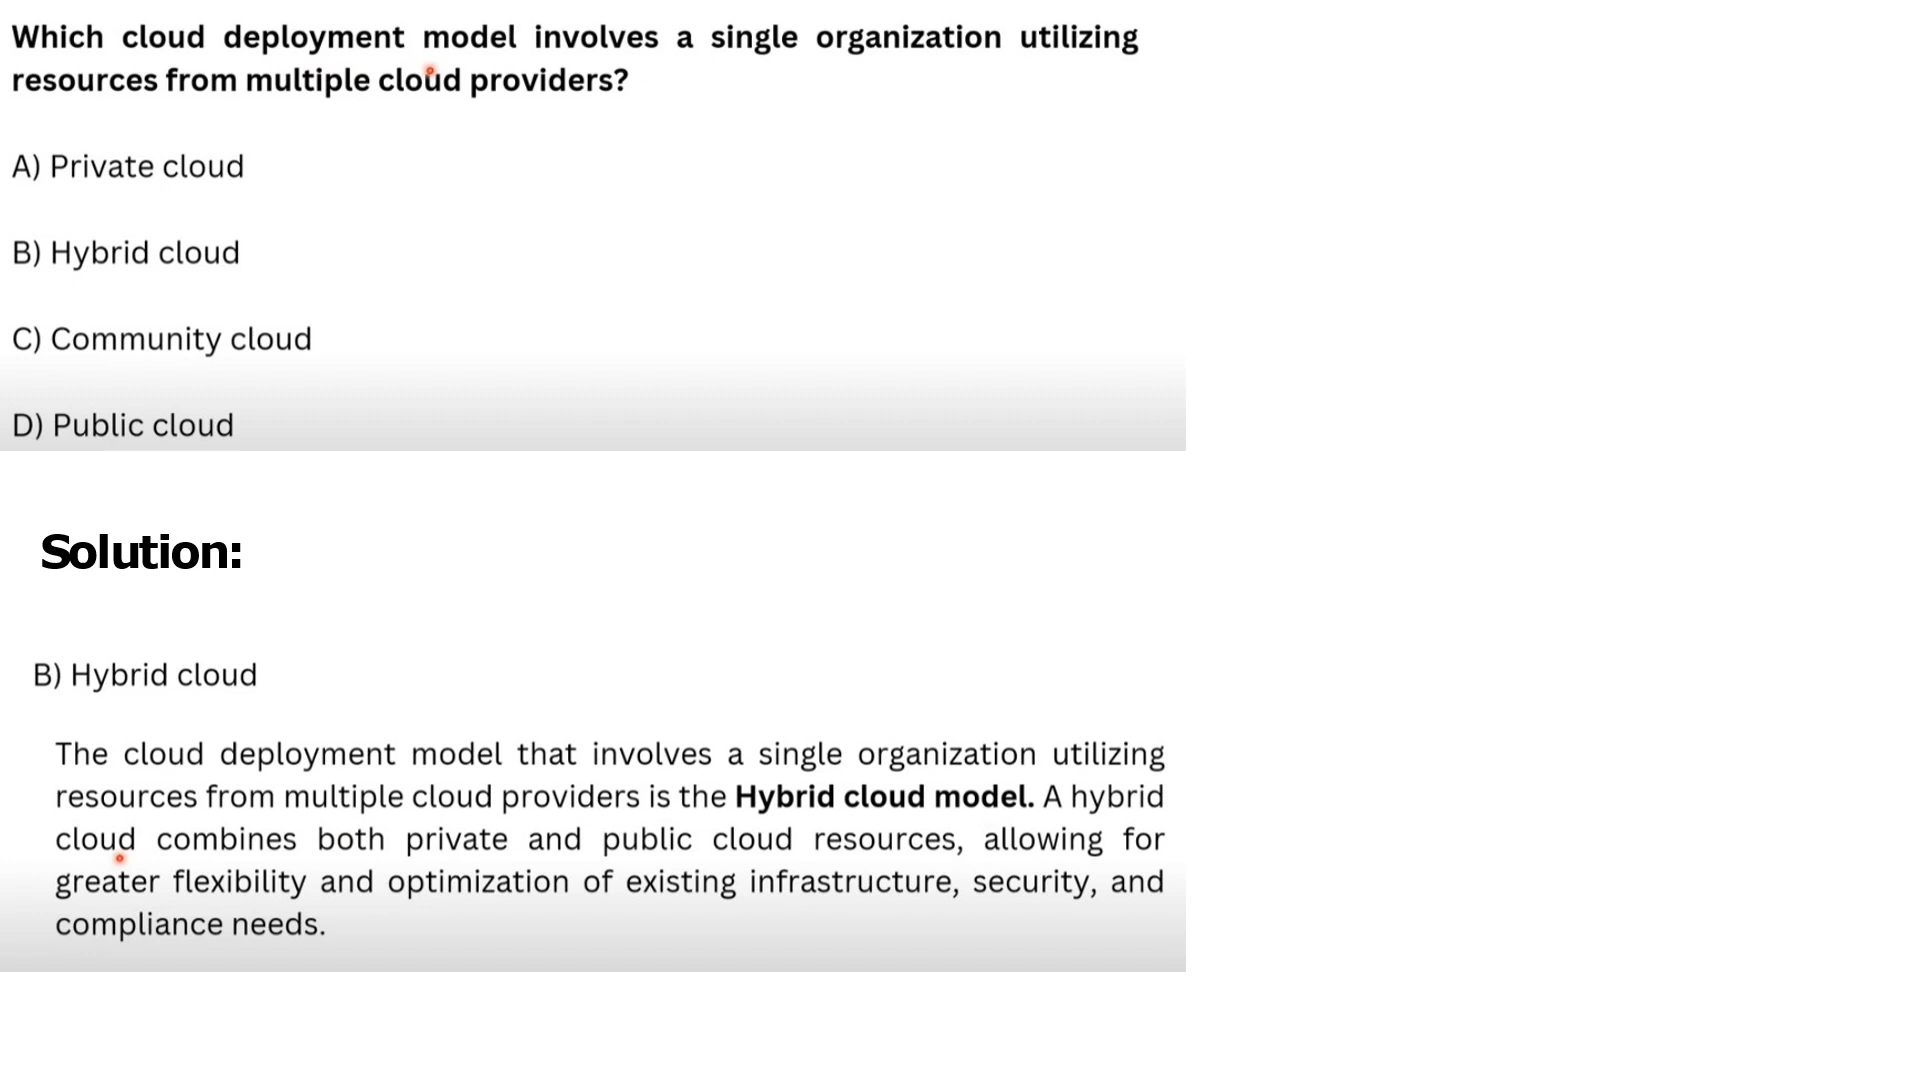 Which cloud deployment model involves a single organization utilizing
resources from multiple cloud providers?
A) Private cloud
B) Hybrid cloud
C) Community cloud
D) Public cloud
Solution:
B) Hybrid cloud
The cloud deployment model that involves a single organization utilizing
resources from multiple cloud providers is the Hybrid cloud model. A hybrid
cloud combines both private and public cloud resources, allowing for
greater flexibility and optimization of existing infrastructure, security, and
compliance needs.